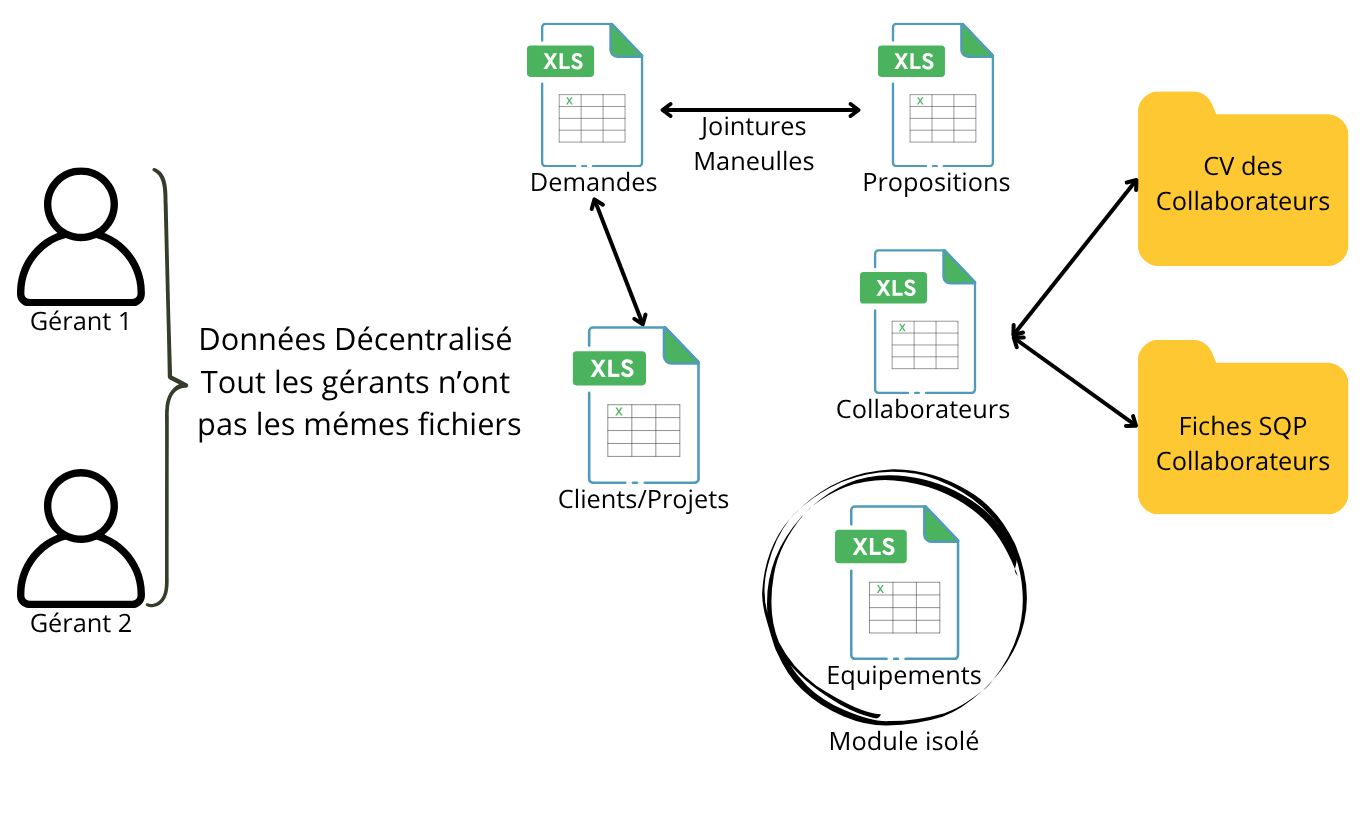 Gérant 1
Gérant 2
Données Décentralisé
Tout les gérants n’ont
pas les mémes fichiers
XLS
X
Demandes
Jointures
Maneulles
XLS
X
Propositions
XLS
X
Clients/Projets
XLS
X
Collaborateurs
CV des
Collaborateurs
Fiches SQP
Collaborateurs
XLS
X
Equipements
Module isolé